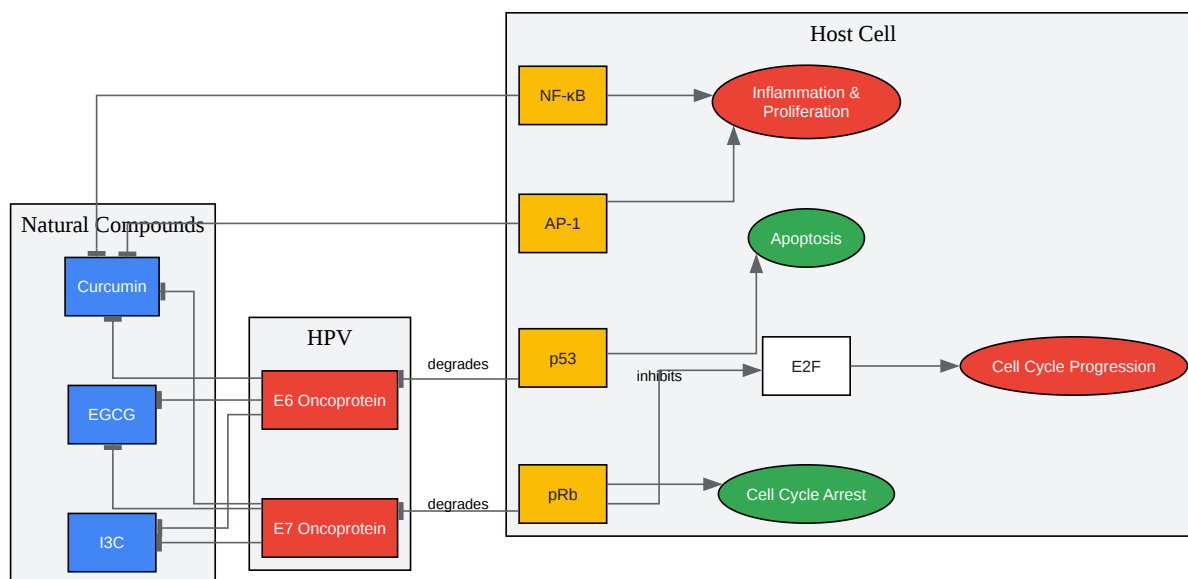 Host Cell
NF-κB
Inflammation &
Proliferation
AP-1
Natural Compounds
Apoptosis
Curcumin
HPV
p53
degrades
inhibits
E2F
Cell Cycle Progression
EGCG
E6 Oncoprotein
pRb
Cell Cycle Arrest
degrades
E7 Oncoprotein
I3C